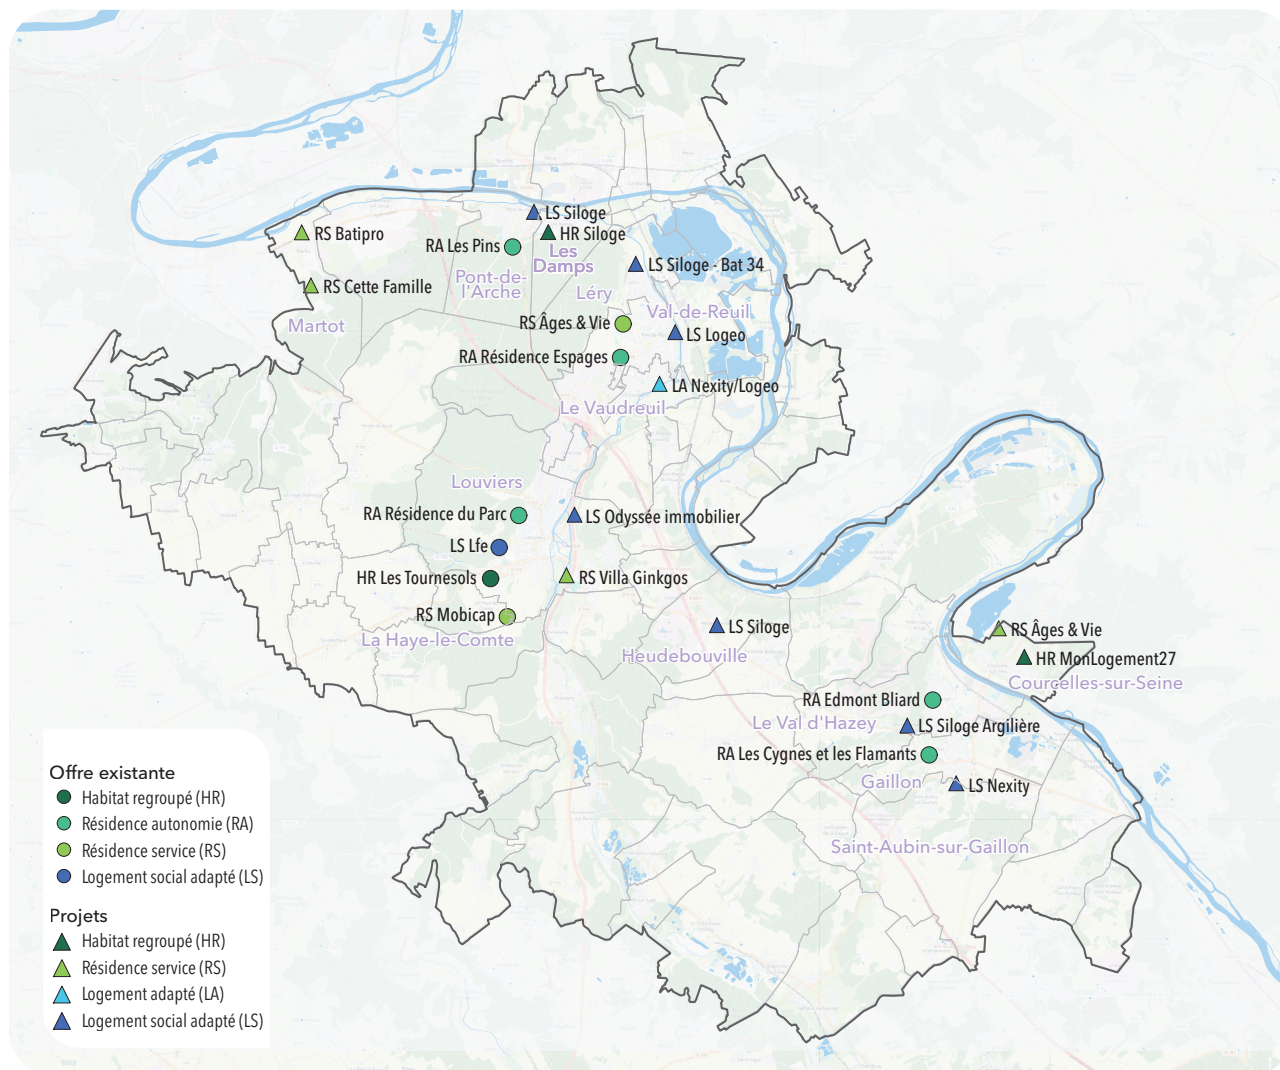 LS Siloge
RS Batipro
HR Siloge
RA Les Pins
Les
Damps
LS Siloge - Bat 34
Pont-de-
l'Arche
RS Cette Famille
Léry
Val-de-Reuil
Martot
RS Âges & Vie
LS Logeo
RA Résidence Espages
LA Nexity/Logeo
Le Vaudreuil
Louviers
RA Résidence du Parc
LS Odyssée immobilier
LS Lfe
HR Les Tournesols
RS Villa Ginkgos
RS Mobicap
La Haye-le-Comte
LS Siloge
RS Âges & Vie
Heudebouville
HR MonLogement27
Courcelles-sur-Seine
RA Edmont Bliard
Le Val d'Hazey
LS Siloge Argilière
RA Les Cygnes et les Flamants
Gaillon
LS Nexity
Saint-Aubin-sur-Gaillon
Offre existante
Habitat regroupé (HR)
Résidence autonomie (RA)
Résidence service (RS)
Logement social adapté (LS)
Projets
Habitat regroupé (HR)
Résidence service (RS)
Logement adapté (LA)
Logement social adapté (LS)